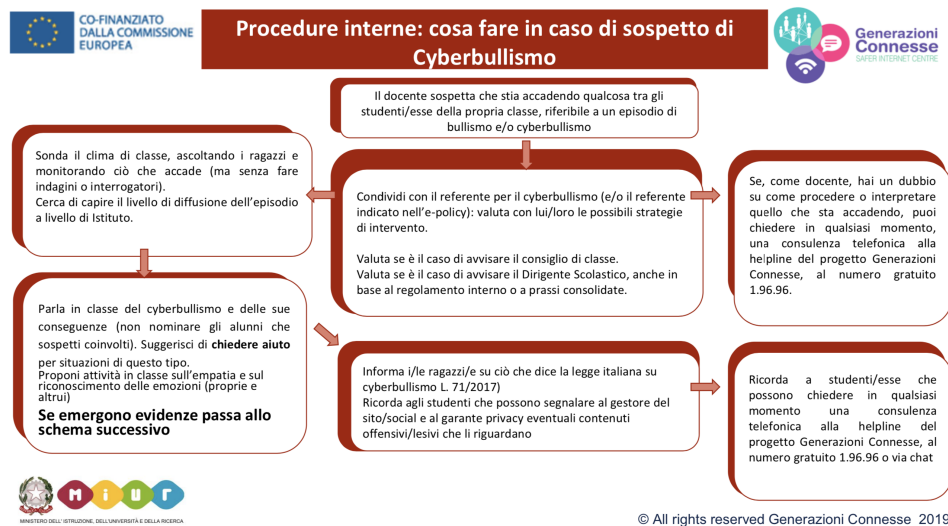 CO-FINANZIATO
DALLA COMMISSIONE
EUROPEA
Procedure interne: cosa fare in caso di sospetto di
Cyberbullismo
Generazioni
Connesse
SAFER INTERNET CENTRE
Il docente sospetta che stia accadendo qualcosa tra gli
studenti/esse della propria classe, riferibile a un episodio di
bullismo e/o cyberbullismo
Sonda il clima di classe, ascoltando i ragazzi e
monitorando ciò che accade (ma senza fare
indagini o interrogatori).
Cerca di capire il livello di diffusione dell'episodio
a livello di Istituto.
Condividi con il referente per il cyberbullismo (e/o il referente
indicato nell'e-policy): valuta con lui/loro le possibili strategie
di intervento.
Valuta se è il caso di avvisare il consiglio di classe.
Valuta se è il caso di avvisare il Dirigente Scolastico, anche in
base al regolamento interno o a prassi consolidate.
Se, come docente, hai un dubbio
su come procedere o interpretare
quello che sta accadendo, puoi
chiedere in qualsiasi momento,
una consulenza telefonica alla
helpline del progetto Generazioni
Connesse, al numero gratuito
1.96.96.
Parla in classe del cyberbullismo e delle sue
conseguenze (non nominare gli alunni che
sospetti coinvolti). Suggerisci di chiedere aiuto
per situazioni di questo tipo.
Proponi attività in classe sull'empatia e sul
riconoscimento delle emozioni (proprie e
altrui)
Se emergono evidenze passa allo
schema successivo
Informa i/le ragazzi/e su ciò che dice la legge italiana su
cyberbullismo L. 71/2017)
Ricorda agli studenti che possono segnalare al gestore del
sito/social e al garante privacy eventuali contenuti
offensivi/lesivi che li riguardano
Ricorda a studenti/esse che
possono chiedere in qualsiasi
momento una consulenza
telefonica alla helpline del
progetto Generazioni Connesse, al
numero gratuito 1.96.96 o via chat
miur
MINISTERO DELL' ISTRUZIONE, DELL'UNIVERSITÀ E DELLA RICERCA
© All rights reserved Generazioni Connesse 2019